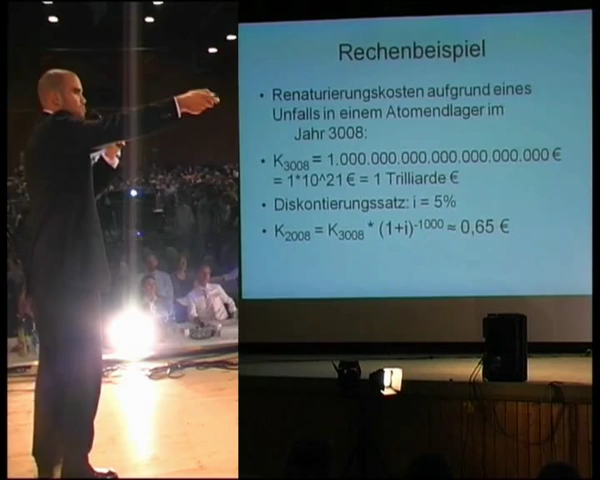 Rechenbeispiel
• Renaturierungskosten aufgrund eines
Unfalls in einem Atomendlager im
Jahr 3008:
• K3008 = 1.000.000.000.000.000.000.000 €
= 1*10^21 € = 1 Trilliarde €
• Diskontierungssatz: i = 5%
• K2008 = K3008 * (1+i)-1000 ≈ 0,65 €